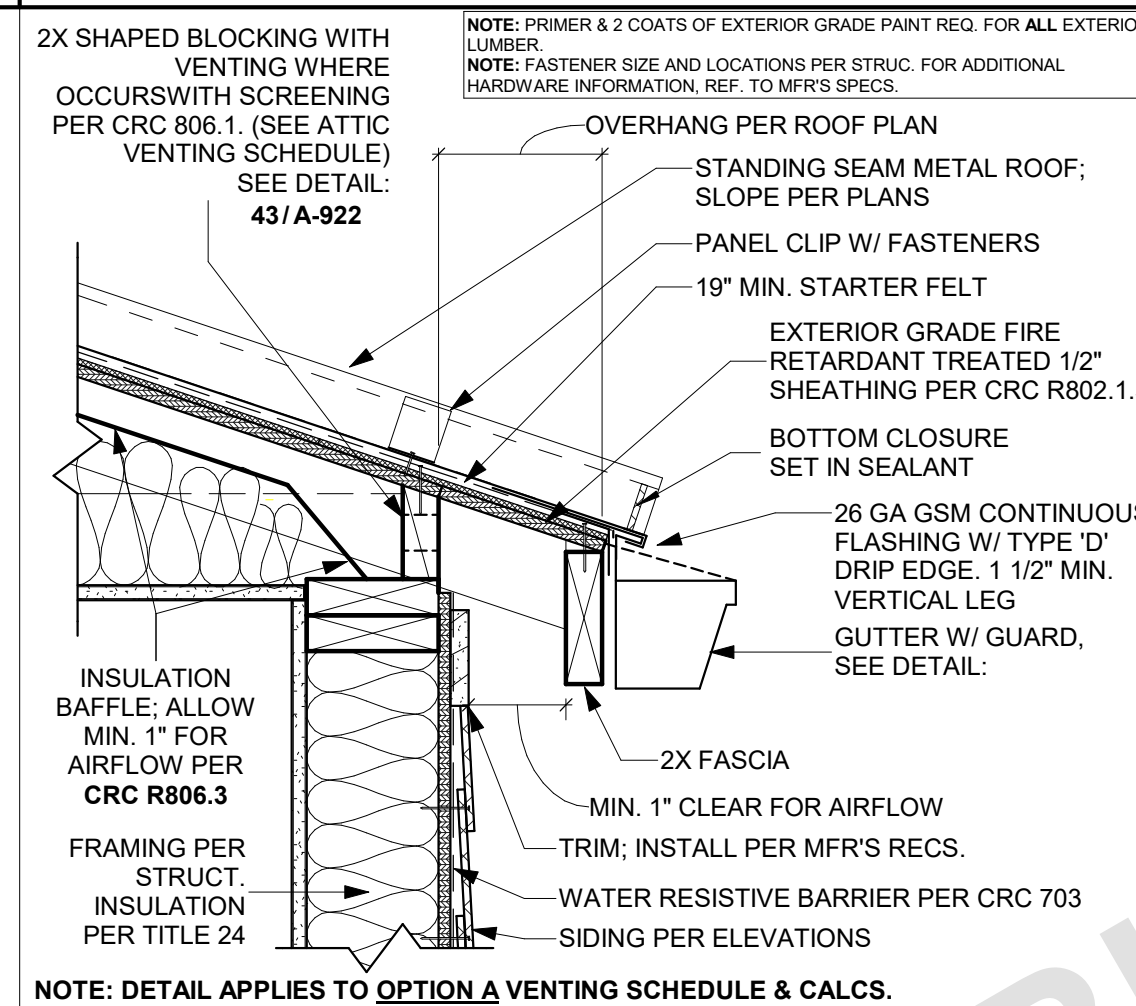 2X SHAPED BLOCKING WITH
VENTING WHERE
OCCURSWITH SCREENING
PER CRC 806.1. (SEE ATTIC
VENTING SCHEDULE)
SEE DETAIL:
43/ A-922
NOTE: PRIMER & 2 COATS OF EXTERIOR GRADE PAINT REQ. FOR ALL EXTERIO
LUMBER.
NOTE: FASTENER SIZE AND LOCATIONS PER STRUC. FOR ADDITIONAL
HARDWARE INFORMATION, REF. TO MFR'S SPECS.
OVERHANG PER ROOF PLAN
STANDING SEAM METAL ROOF;
SLOPE PER PLANS
PANEL CLIP W/ FASTENERS
19" MIN. STARTER FELT
EXTERIOR GRADE FIRE
RETARDANT TREATED 1/2"
SHEATHING PER CRC R802.1.
BOTTOM CLOSURE
SET IN SEALANT
26 GA GSM CONTINUOUS
FLASHING W/ TYPE 'D'
DRIP EDGE. 1 1/2" MIN.
VERTICAL LEG
GUTTER W/ GUARD,
SEE DETAIL:
INSULATION
BAFFLE; ALLOW
MIN. 1" FOR
AIRFLOW PER
CRC R806.3
FRAMING PER
STRUCT.
INSULATION
PER TITLE 24
2X FASCIA
MIN. 1" CLEAR FOR AIRFLOW
TRIM; INSTALL PER MFR'S RECS.
WATER RESISTIVE BARRIER PER CRC 703
SIDING PER ELEVATIONS
NOTE: DETAIL APPLIES TO OPTION A VENTING SCHEDULE & CALCS.